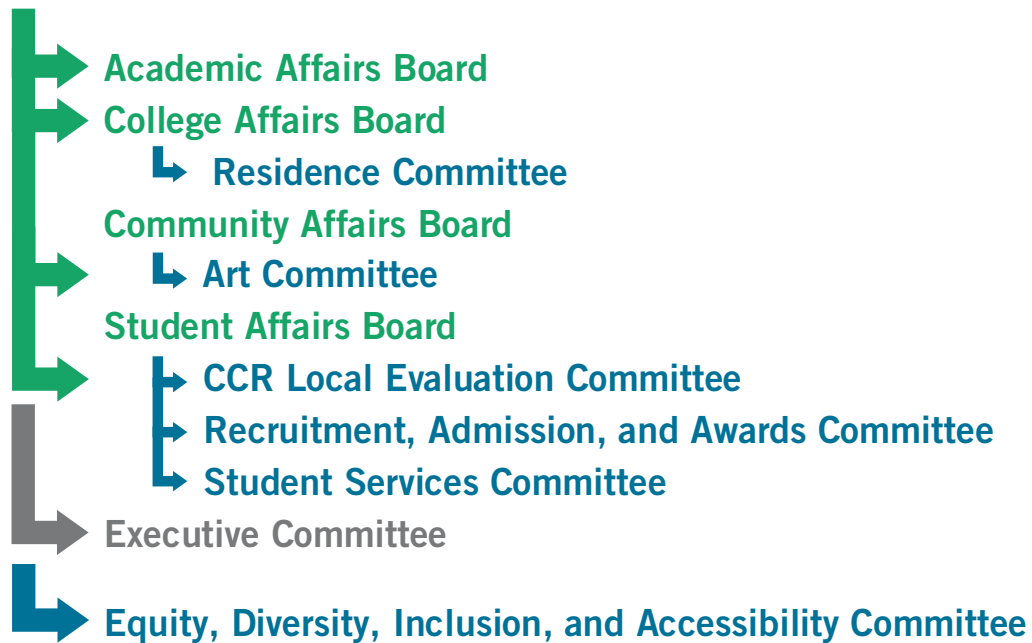 Academic Affairs Board
College Affairs Board
Residence Committee
Community Affairs Board
Art Committee
Student Affairs Board
CCR Local Evaluation Committee
Recruitment, Admission, and Awards Committee
Student Services Committee
Executive Committee
Equity, Diversity, Inclusion, and Accessibility Committee